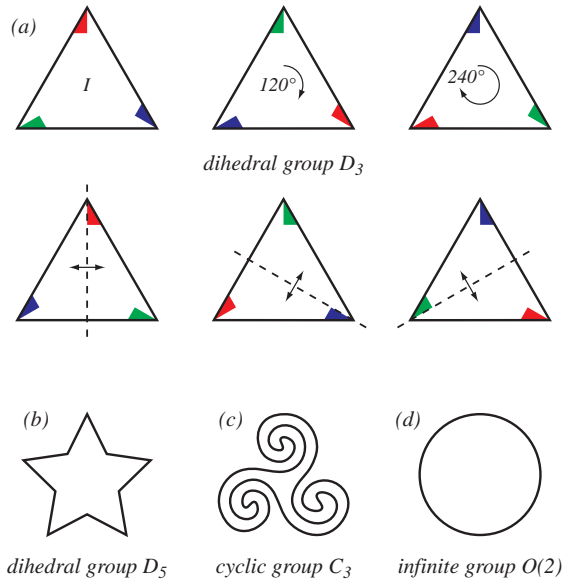 (a)
I
120°
240°
dihedral group D3
(b)
(c)
(d)
dihedral group D5
cyclic group C3
infinite group O(2)